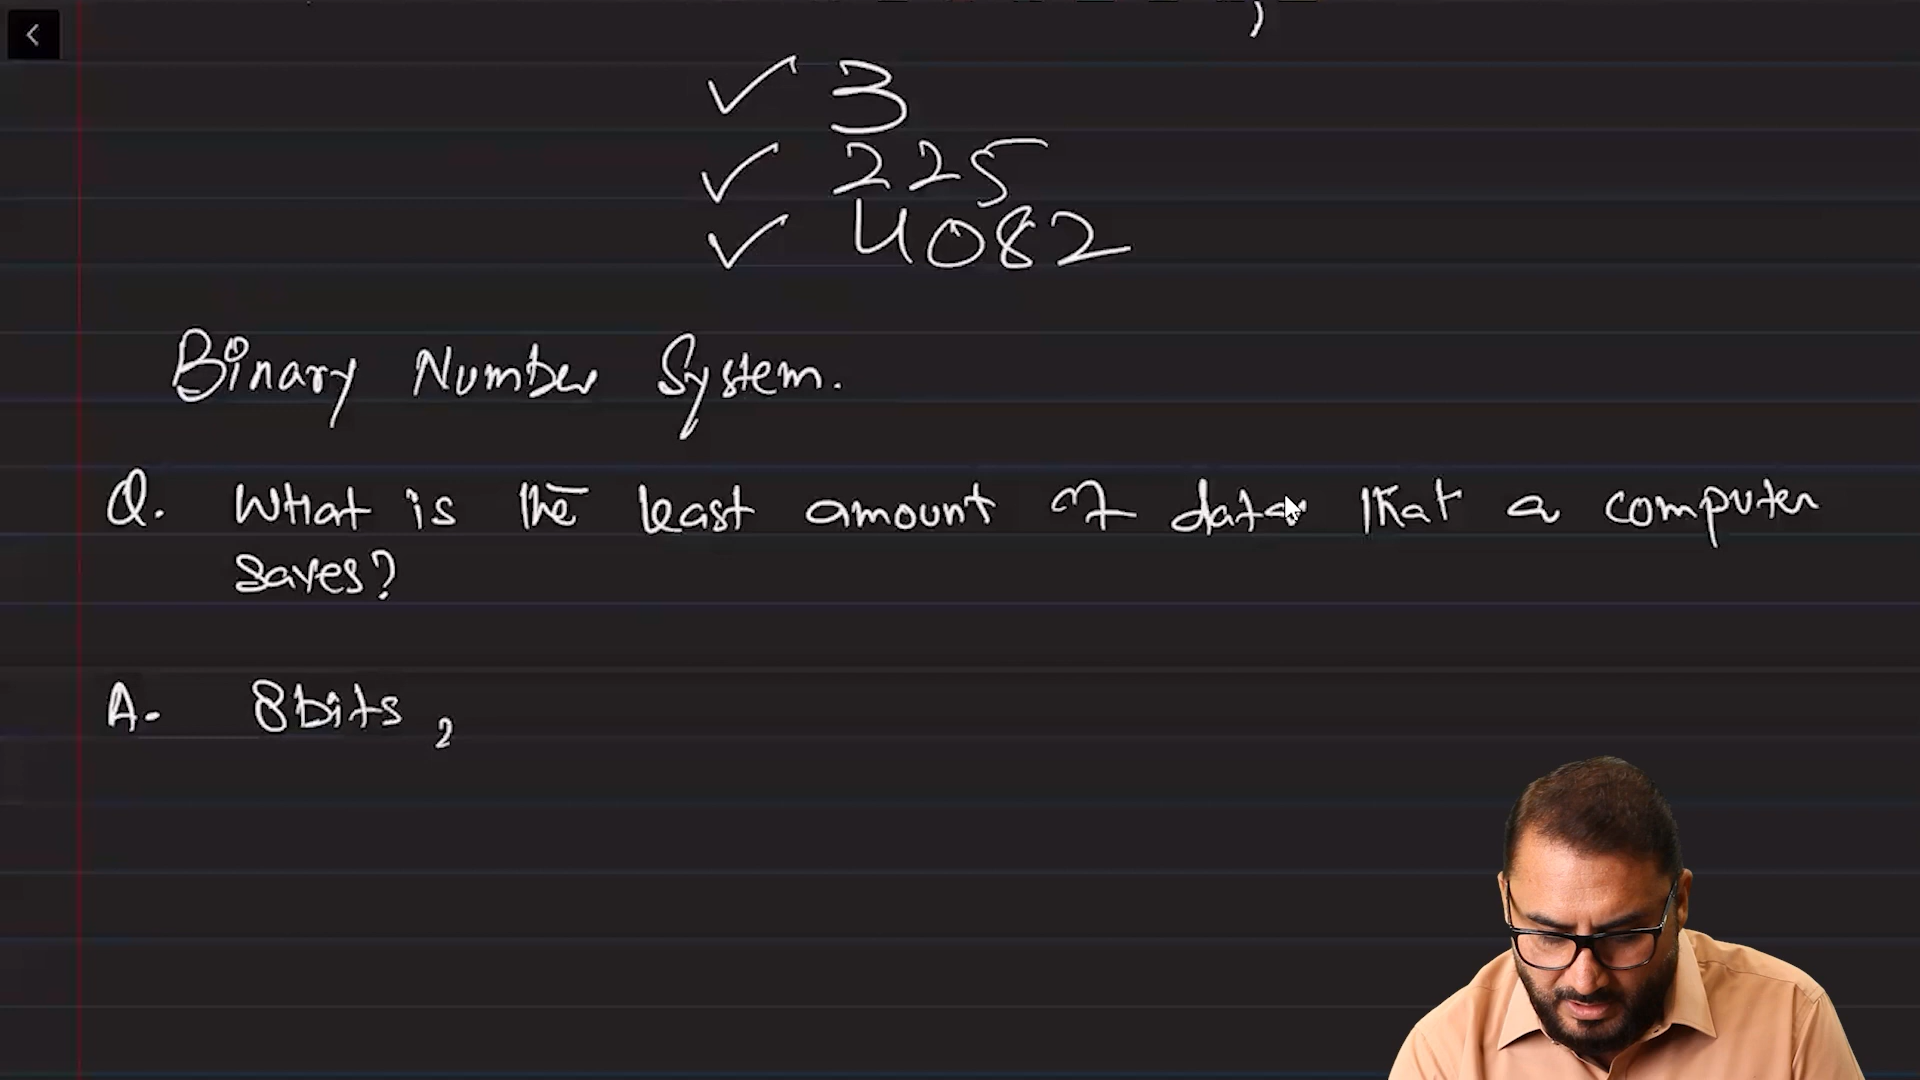 ✓ 3
✓ 225
✓ 4082
Binary Number System.
Q. What is the least amount of data that a computer
saves?
A. 8bits,